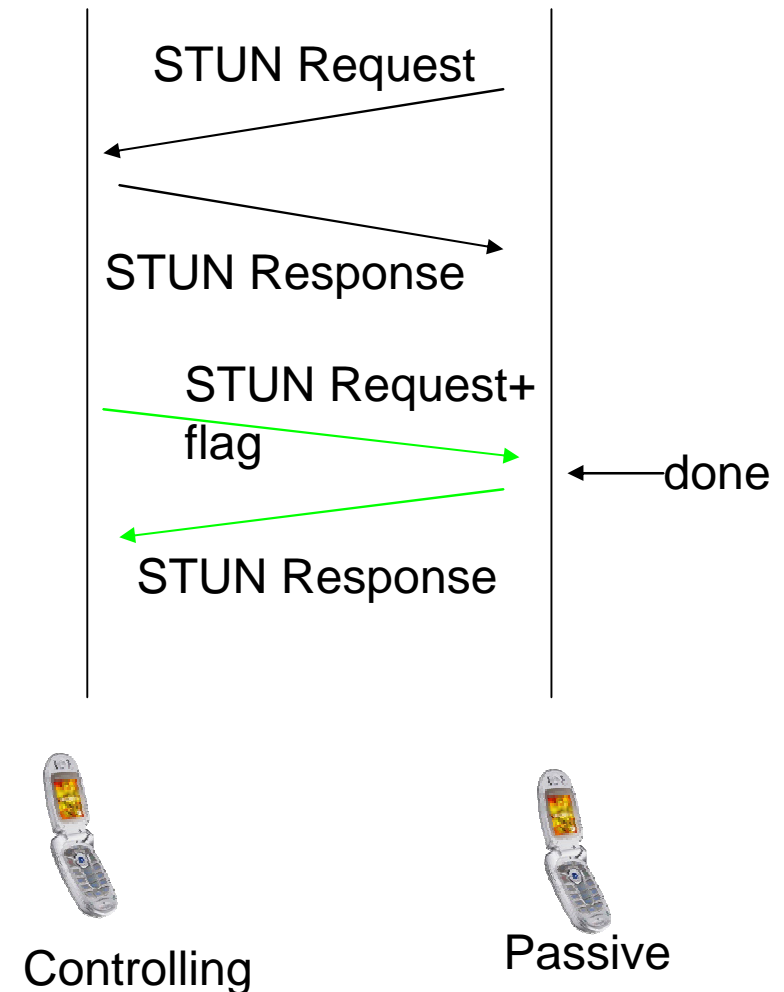 STUN Request
STUN Response
STUN Request+
flag
done
STUN Response
Controlling
Passive